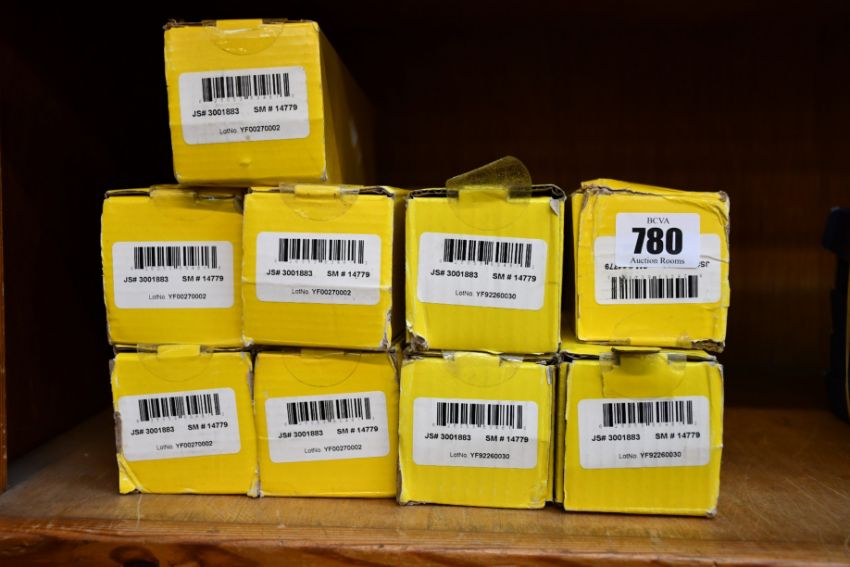 JS# 3001883 SM # 14779
LotNo. YF00270002
JS# 3001883 SM # 14779
LotNo. YF00270002
JS# 3001883 SM # 14779
LotNo. YF00270002
JS# 3001883 SM # 14779
LotNo. YF92260030
BCVA
780
Auction Rooms
JS# 3001883 SM # 14779
LotNo. YF00270002
JS# 3001883 SM # 14779
LotNo. YF00270002
JS# 3001883 SM # 14779
LotNo. YF92260030
JS# 3001883 SM # 14779
LotNo. YF92260030